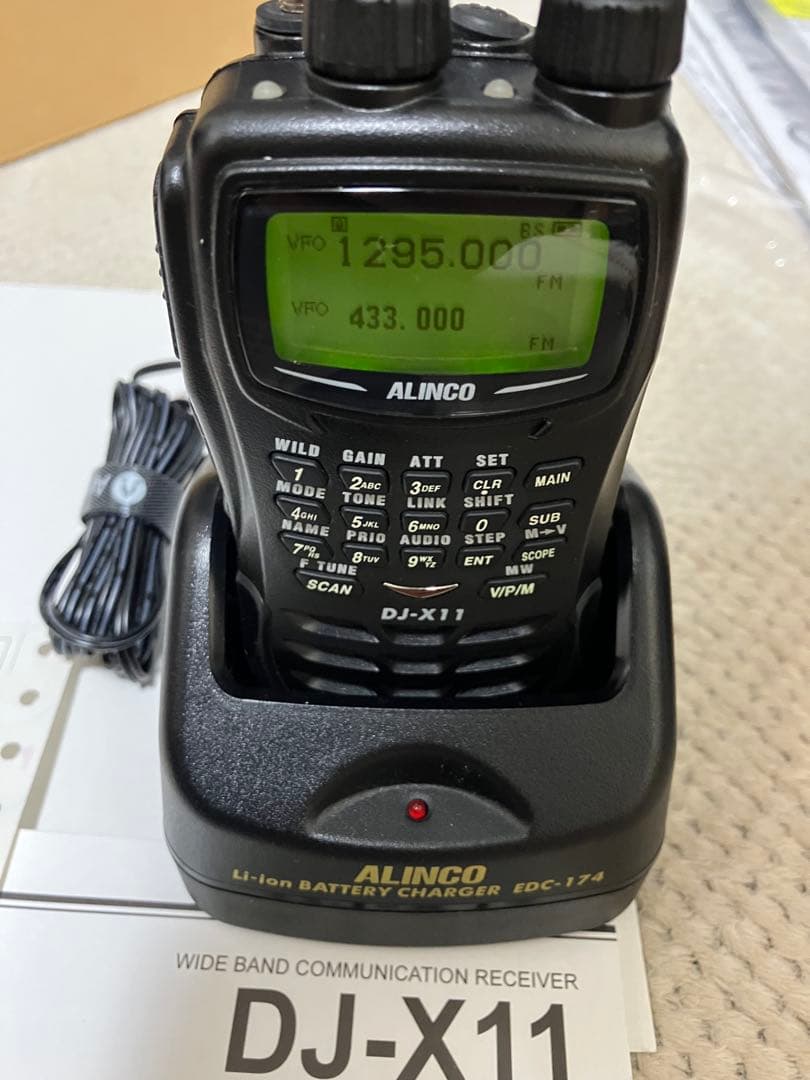 M BS
VFO 1295.000
FM
VFO 433.000
FM
ALINCO
WILD GAIN ATT SET
1 2ABC 3DEF CLR MAIN
MODE TONE LINK SHIFT
4GHI 5JKL 6MNO 0 SUB
NAME PRIO AUDIO STEP M→V
7PQRS 8TUV 9WXYZ ENT SCOPE
F TUNE MW
SCAN V/P/M
DJ-X11
ALINCO
Li-ion BATTERY CHARGER EDC-174
WIDE BAND COMMUNICATION RECEIVER
DJ-X11